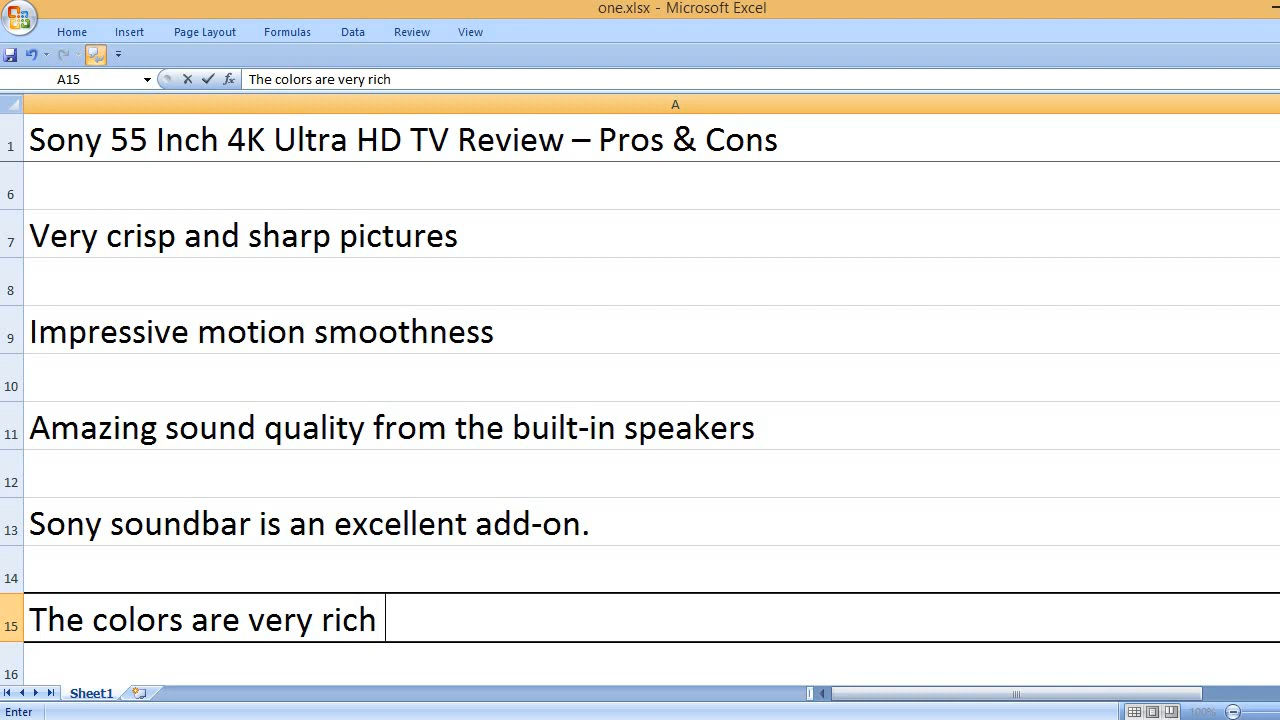 one.xlsx - Microsoft Excel
Home Insert Page Layout Formulas Data Review View
A15 fx The colors are very rich
A
1 Sony 55 Inch 4K Ultra HD TV Review – Pros & Cons
6
7 Very crisp and sharp pictures
8
9 Impressive motion smoothness
10
11 Amazing sound quality from the built-in speakers
12
13 Sony soundbar is an excellent add-on.
14
15 The colors are very rich
16
Sheet1
Enter 100%